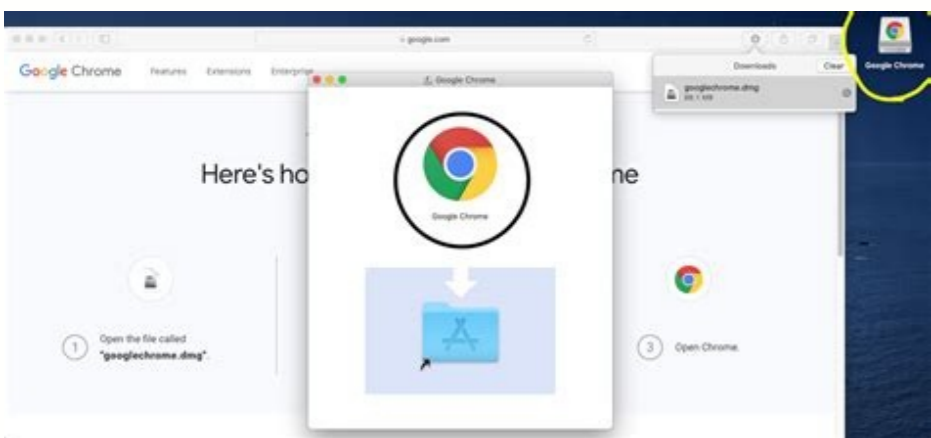 google.com
Google Chrome Features Extensions Enterprise
Downloads Clear
googlechrome.dmg
Google Chrome
Google Chrome
Here's ho
me
Google Chrome
1 Open the file called
"googlechrome.dmg".
3 Open Chrome.